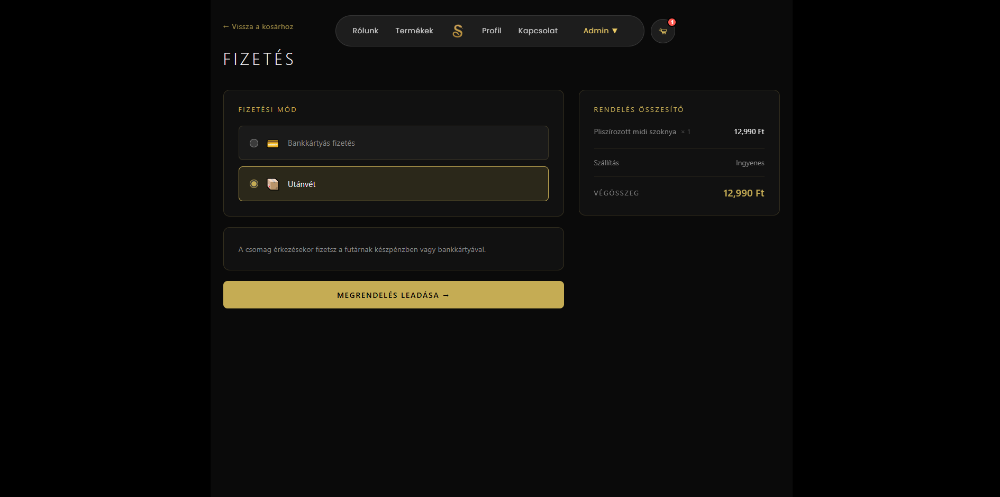 ← Vissza a kosárhoz
Rólunk Termékek Profil Kapcsolat Admin ▼ 1
FIZETÉS
FIZETÉSI MÓD
Bankkártyás fizetés
Utánvét
A csomag érkezésekor fizetsz a futárnak készpénzben vagy bankkártyával.
MEGRENDELÉS LEADÁSA →
RENDELÉS ÖSSZESÍTŐ
Pliszírozott midi szoknya × 1 12,990 Ft
Szállítás Ingyenes
VÉGÖSSZEG 12,990 Ft